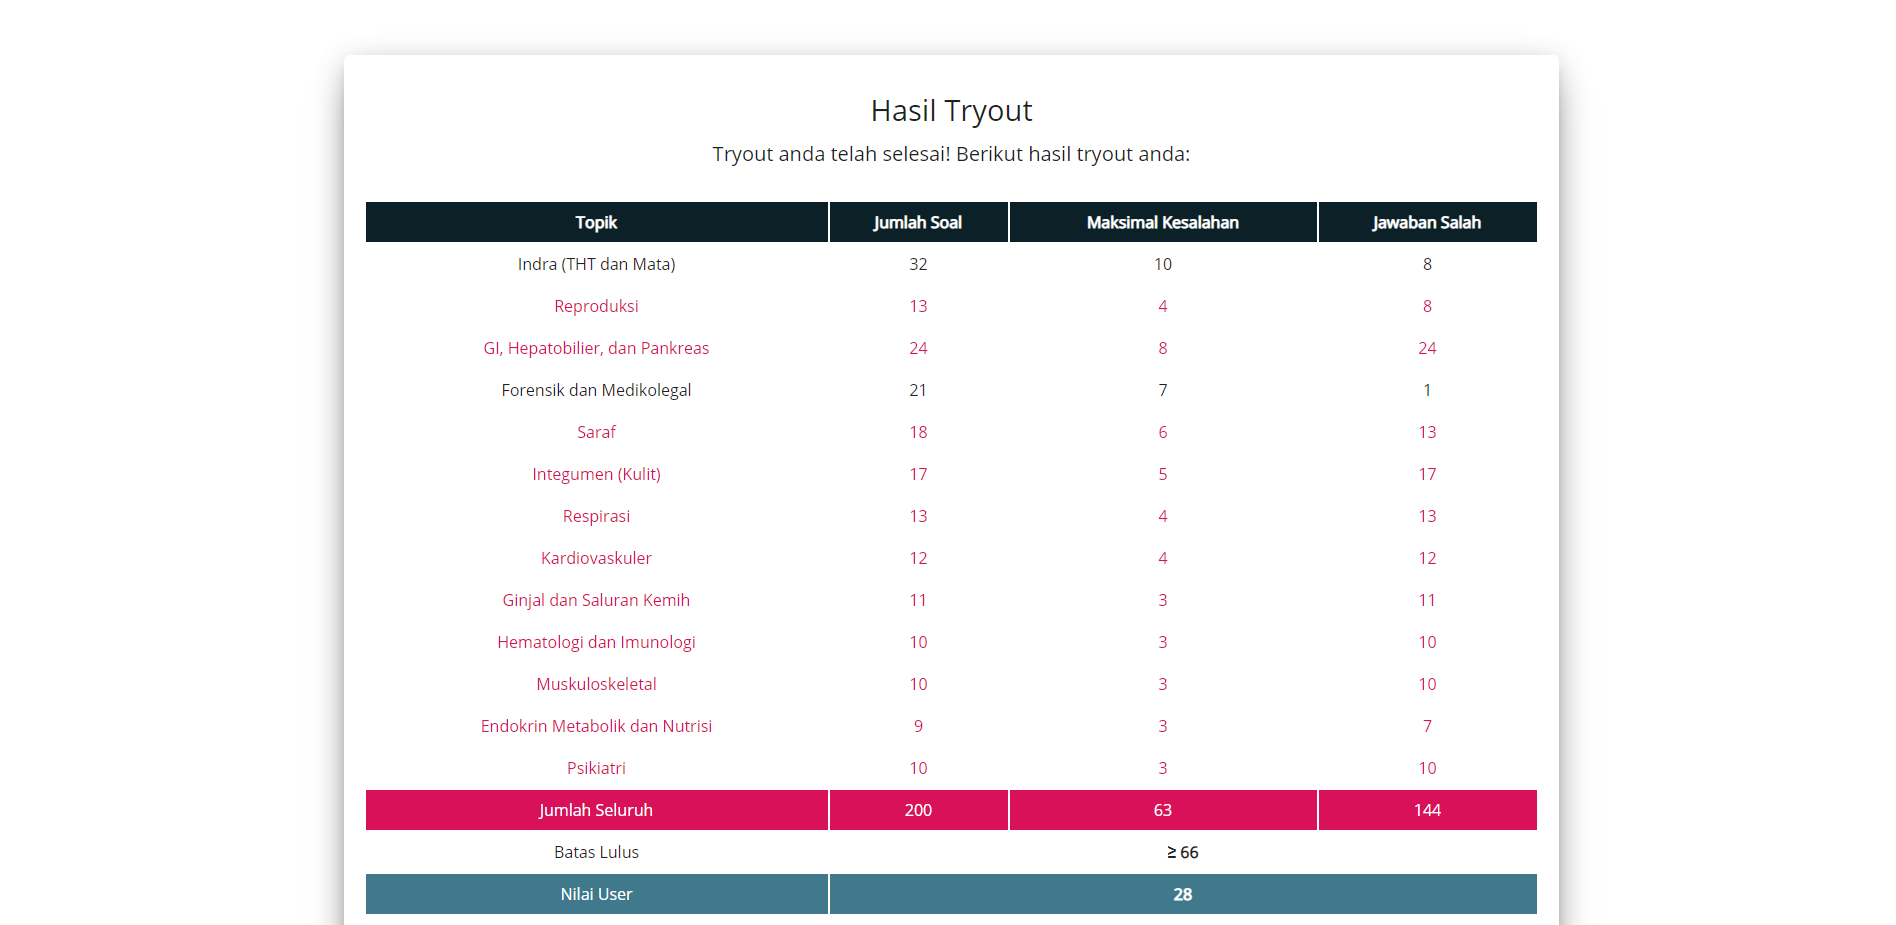 Hasil Tryout
Tryout anda telah selesai! Berikut hasil tryout anda:
Topik Jumlah Soal Maksimal Kesalahan Jawaban Salah
Indra (THT dan Mata) 32 10 8
Reproduksi 13 4 8
GI, Hepatobilier, dan Pankreas 24 8 24
Forensik dan Medikolegal 21 7 1
Saraf 18 6 13
Integumen (Kulit) 17 5 17
Respirasi 13 4 13
Kardiovaskuler 12 4 12
Ginjal dan Saluran Kemih 11 3 11
Hematologi dan Imunologi 10 3 10
Muskuloskeletal 10 3 10
Endokrin Metabolik dan Nutrisi 9 3 7
Psikiatri 10 3 10
Jumlah Seluruh 200 63 144
Batas Lulus ≥ 66
Nilai User 28